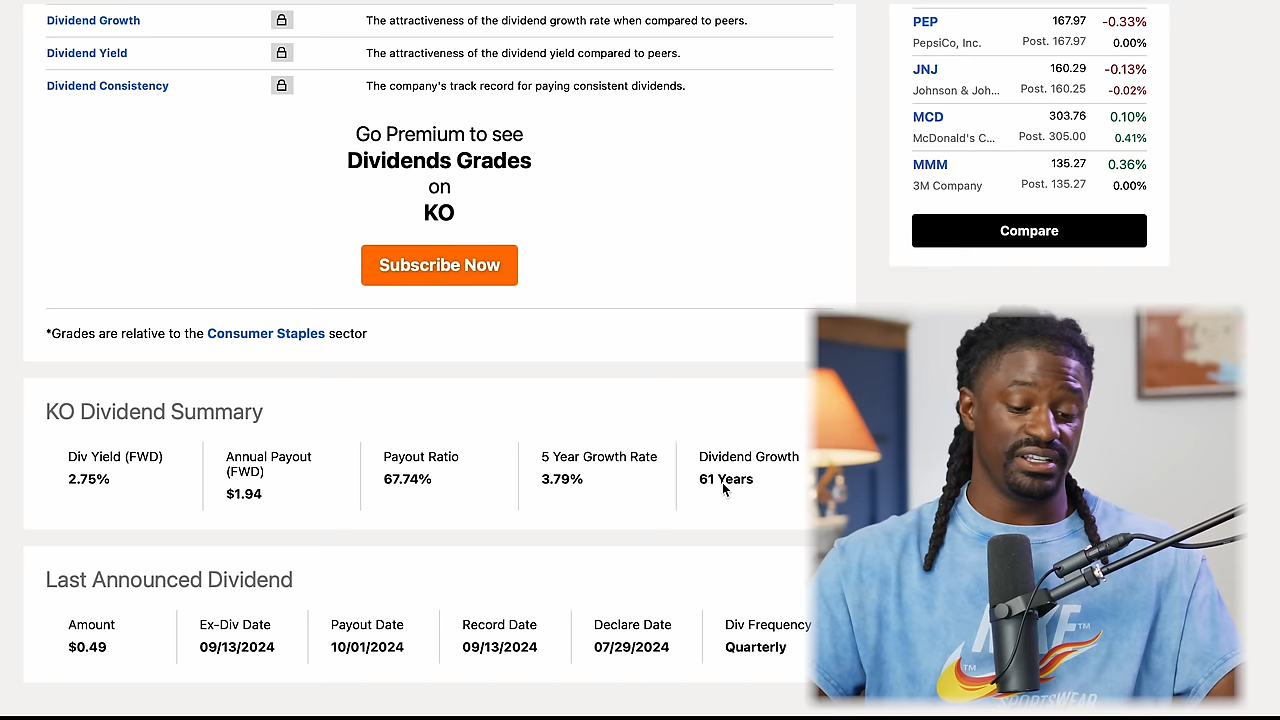 Dividend Growth
The attractiveness of the dividend growth rate when compared to peers.
Dividend Yield
The attractiveness of the dividend yield compared to peers.
Dividend Consistency
The company's track record for paying consistent dividends.
Go Premium to see
Dividends Grades
on
KO
Subscribe Now
*Grades are relative to the Consumer Staples sector
KO Dividend Summary
Div Yield (FWD)
2.75%
Annual Payout
(FWD)
$1.94
Payout Ratio
67.74%
5 Year Growth Rate
3.79%
Dividend Growth
61 Years
Last Announced Dividend
Amount
$0.49
Ex-Div Date
09/13/2024
Payout Date
10/01/2024
Record Date
09/13/2024
Declare Date
07/29/2024
Div Frequency
Quarterly
PEP 167.97 -0.33%
PepsiCo, Inc. Post. 167.97 0.00%
JNJ 160.29 -0.13%
Johnson & Joh... Post. 160.25 -0.02%
MCD 303.76 0.10%
McDonald's C... Post. 305.00 0.41%
MMM 135.27 0.36%
3M Company Post. 135.27 0.00%
Compare
TM
TM
SPORTSWEAR